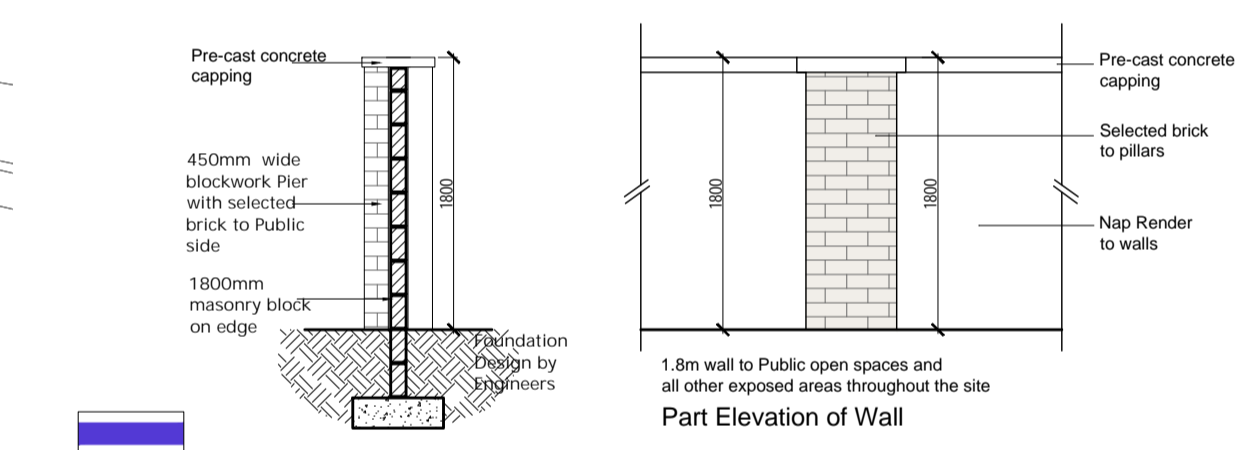 Pre-cast concrete
capping
450mm wide
blockwork Pier
with selected
brick to Public
side
1800mm
masonry block
on edge
1800
Foundation
Design by
Engineers
1800
1800
Pre-cast concrete
capping
Selected brick
to pillars
Nap Render
to walls
1.8m wall to Public open spaces and
all other exposed areas throughout the site
Part Elevation of Wall